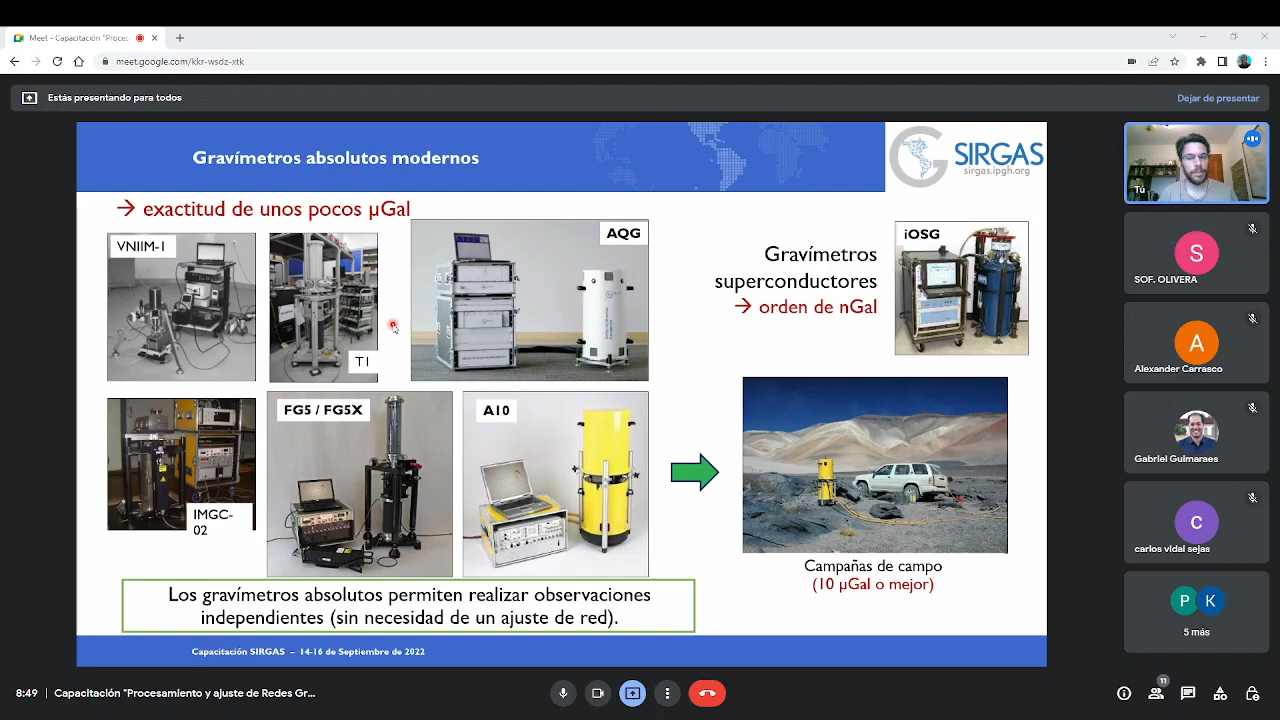 Meet - Capacitación "Proces
meet.google.com/kkr-wsdz-xtk
Estás presentando para todos
Dejar de presentar
Gravímetros absolutos modernos
SIRGAS
sirgas.ipgh.org
→ exactitud de unos pocos µGal
VNIIM-1
T1
AQG
Gravímetros
superconductores
→ orden de nGal
iOSG
IMGC-
02
FG5 / FG5X
A10
Campañas de campo
(10 µGal o mejor)
Los gravímetros absolutos permiten realizar observaciones
independientes (sin necesidad de un ajuste de red).
Capacitación SIRGAS – 14-16 de Septiembre de 2022
Tú
S
SOF. OLIVERA
A
Alexander Carrasco
Gabriel Guimaraes
c
carlos vidal sejas
P K
5 más
8:49 | Capacitación "Procesamiento y ajuste de Redes Gr...
11